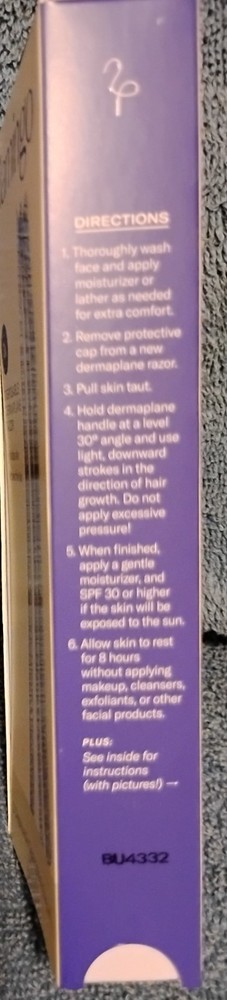 DIRECTIONS
1. Thoroughly wash
face and apply
moisturizer or
lather as needed
for extra comfort.
2. Remove protective
cap from a new
dermaplane razor.
3. Pull skin taut.
4. Hold dermaplane
handle at a level
30° angle and use
light, downward
strokes in the
direction of hair
growth. Do not
apply excessive
pressure!
5. When finished,
apply a gentle
moisturizer, and
SPF 30 or higher
if the skin will be
exposed to the sun.
6. Allow skin to rest
for 8 hours
without applying
makeup, cleansers,
exfoliants, or other
facial products.
PLUS:
See inside for
instructions
(with pictures!) →
BU4332